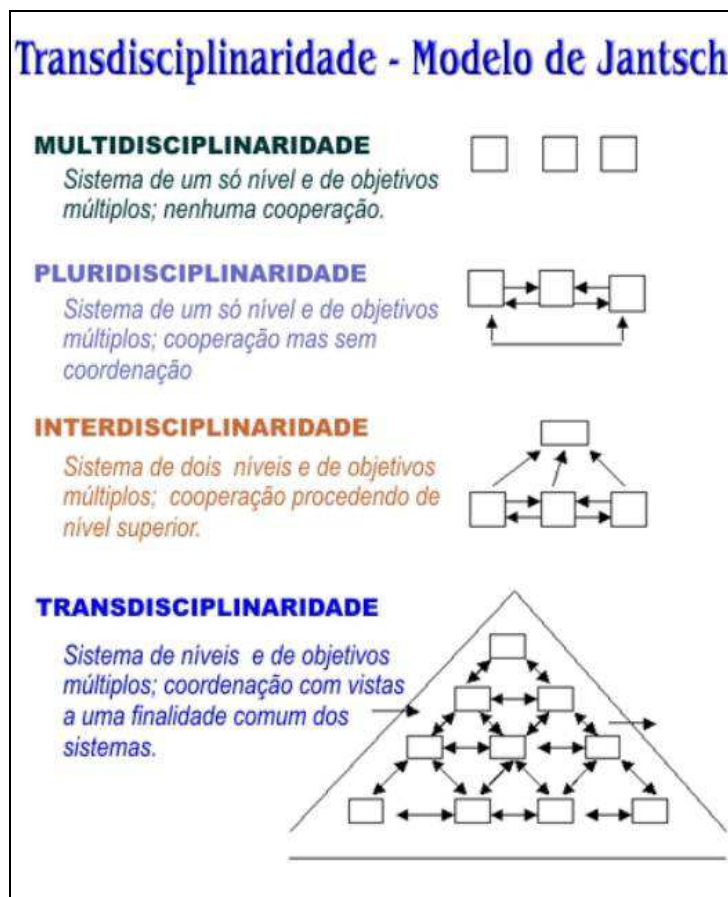 Transdisciplinaridade - Modelo de Jantsch
MULTIDISCIPLINARIDADE
Sistema de um só nível e de objetivos
múltiplos; nenhuma cooperação.
PLURIDISCIPLINARIDADE
Sistema de um só nível e de objetivos
múltiplos; cooperação mas sem
coordenação
INTERDISCIPLINARIDADE
Sistema de dois níveis e de objetivos
múltiplos; cooperação procedendo de
nível superior.
TRANSDISCIPLINARIDADE
Sistema de níveis e de objetivos
múltiplos; coordenação com vistas
a uma finalidade comum dos
sistemas.